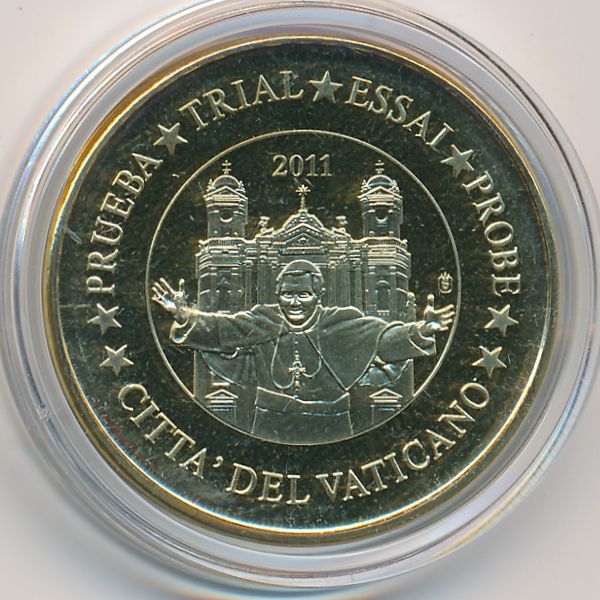 PRUEBA ★ TRIAL ★ ESSAI ★ PROBE
2011
★ ★ CITTA' DEL VATICANO ★ ★